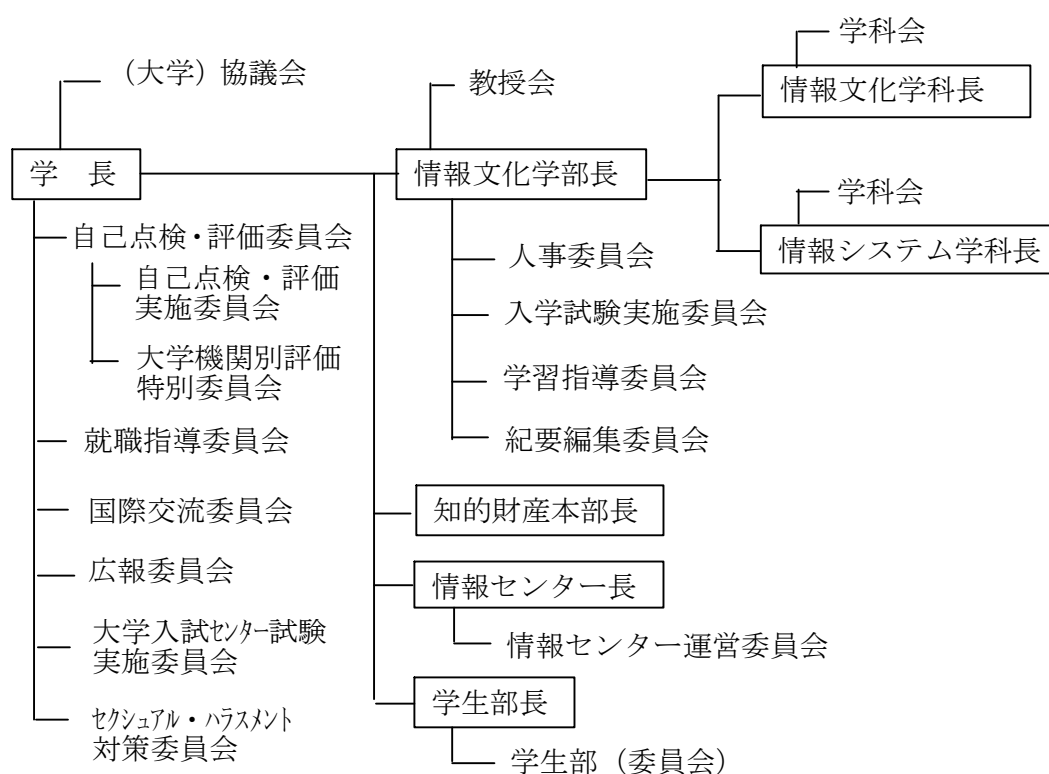 （大学）協議会
学　長
自己点検・評価委員会
自己点検・評価
実施委員会
大学機関別評価
特別委員会
就職指導委員会
国際交流委員会
広報委員会
大学入試ｾﾝﾀｰ試験
実施委員会
ｾｸｼｭｱﾙ・ﾊﾗｽﾒﾝﾄ
対策委員会
教授会
情報文化学部長
人事委員会
入学試験実施委員会
学習指導委員会
紀要編集委員会
知的財産本部長
情報センター長
情報センター運営委員会
学生部長
学生部（委員会）
学科会
情報文化学科長
学科会
情報システム学科長